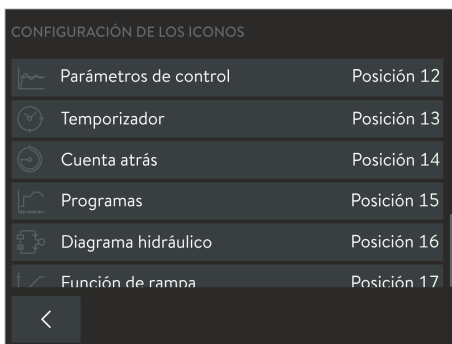 CONFIGURACIÓN DE LOS ICONOS
Parámetros de control Posición 12
Temporizador Posición 13
Cuenta atrás Posición 14
Programas Posición 15
Diagrama hidráulico Posición 16
Función de rampa Posición 17